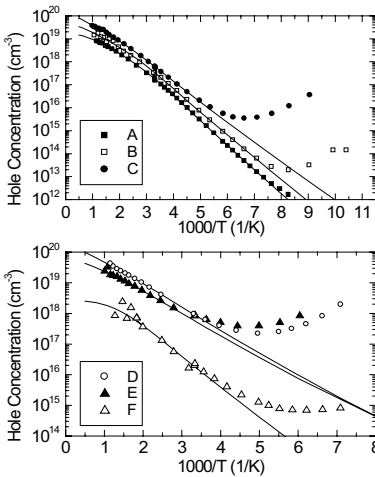 10^20
10^19
10^18
10^17
10^16
10^15
10^14
10^13
10^12
Hole Concentration (cm^-3)
A
B
C
0 1 2 3 4 5 6 7 8 9 10 11
1000/T (1/K)
10^20
10^19
10^18
10^17
10^16
10^15
10^14
Hole Concentration (cm^-3)
D
E
F
0 1 2 3 4 5 6 7 8
1000/T (1/K)